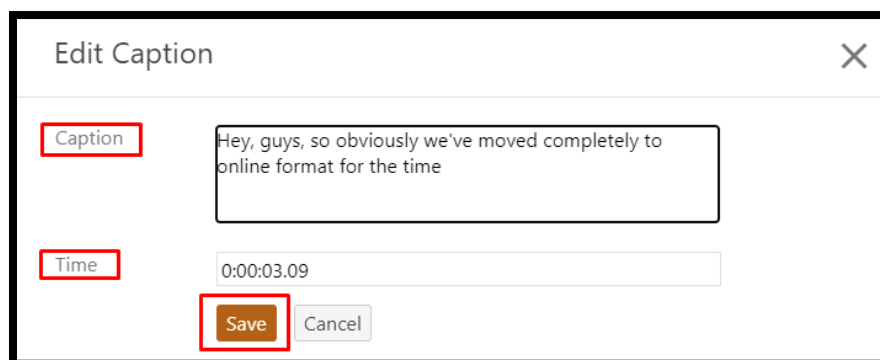 Edit Caption
Caption
Hey, guys, so obviously we've moved completely to
online format for the time
Time
0:00:03.09
Save
Cancel